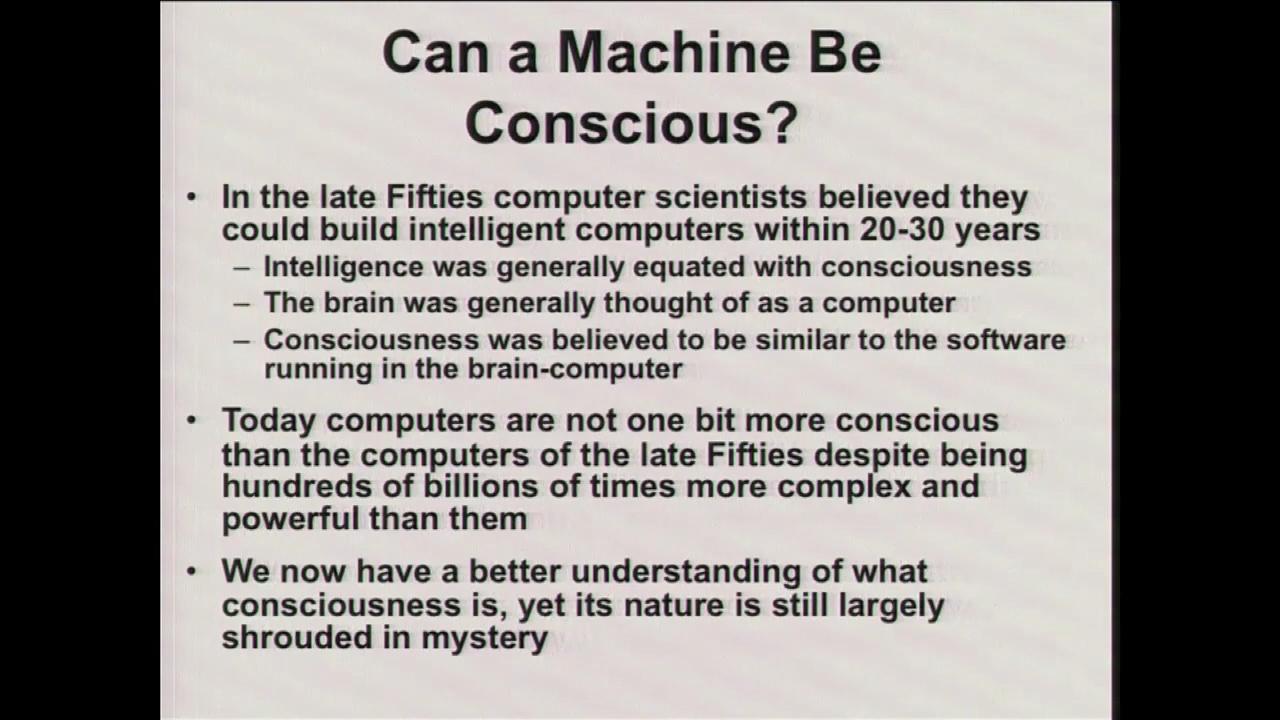 Can a Machine Be
Conscious?
• In the late Fifties computer scientists believed they
could build intelligent computers within 20-30 years
– Intelligence was generally equated with consciousness
– The brain was generally thought of as a computer
– Consciousness was believed to be similar to the software
running in the brain-computer
• Today computers are not one bit more conscious
than the computers of the late Fifties despite being
hundreds of billions of times more complex and
powerful than them
• We now have a better understanding of what
consciousness is, yet its nature is still largely
shrouded in mystery